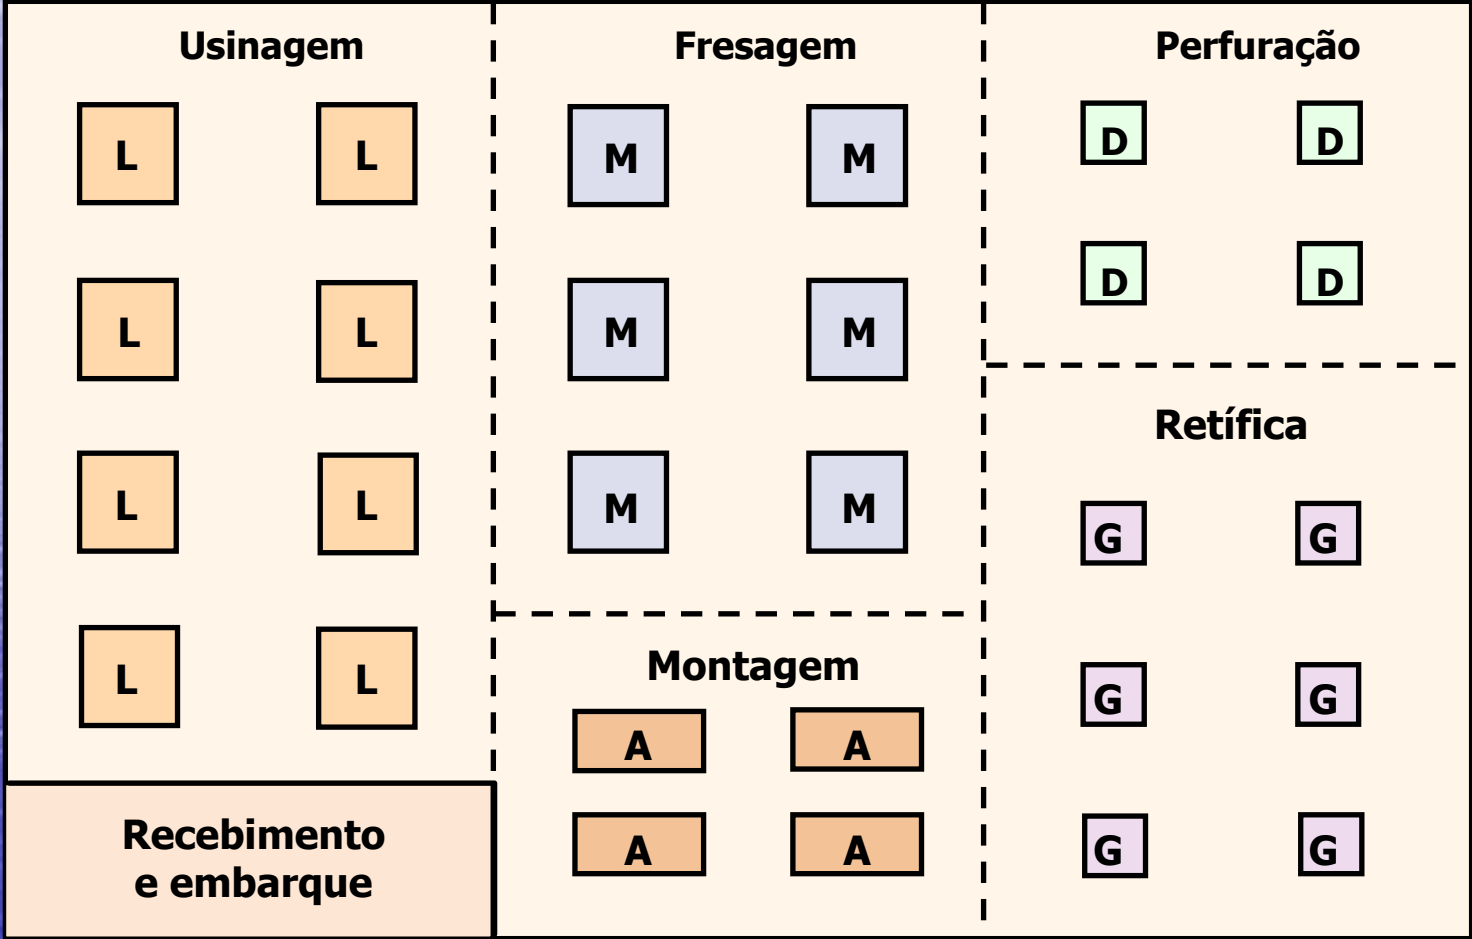 Usinagem
L L
L L
L L
L L
Recebimento
e embarque
Fresagem
M M
M M
M M
Montagem
A A
A A
Perfuração
D D
D D
Retífica
G G
G G
G G